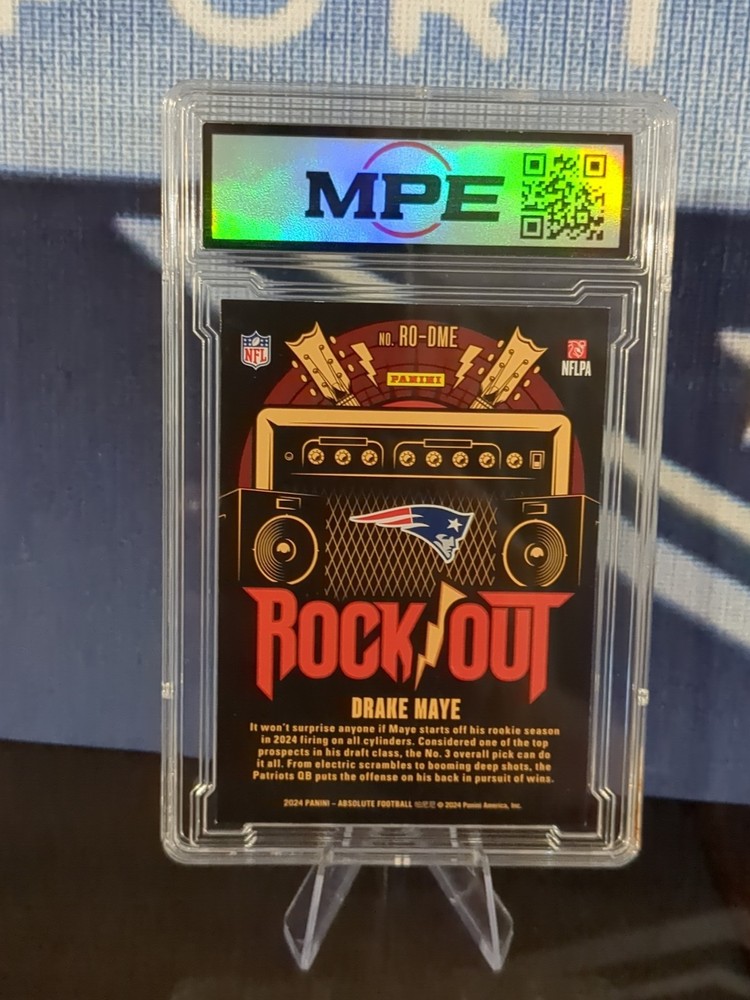 MPE
NO. RO-DME
NFL
PANINI
NFLPA
ROCK OUT
DRAKE MAYE
It won't surprise anyone if Maye starts off his rookie season
in 2024 firing on all cylinders. Considered one of the top
prospects in his draft class, the No. 3 overall pick can do
it all. From electric scrambles to booming deep shots, the
Patriots QB puts the offense on his back in pursuit of wins.
2024 PANINI - ABSOLUTE FOOTBALL 帕尼尼 © 2024 Panini America, Inc.